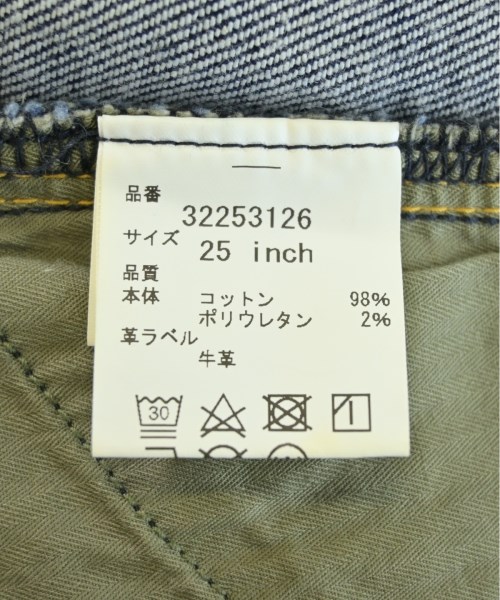 品番
32253126
サイズ
25 inch
品質
本体 コットン 98%
ポリウレタン 2%
革ラベル
牛革
30